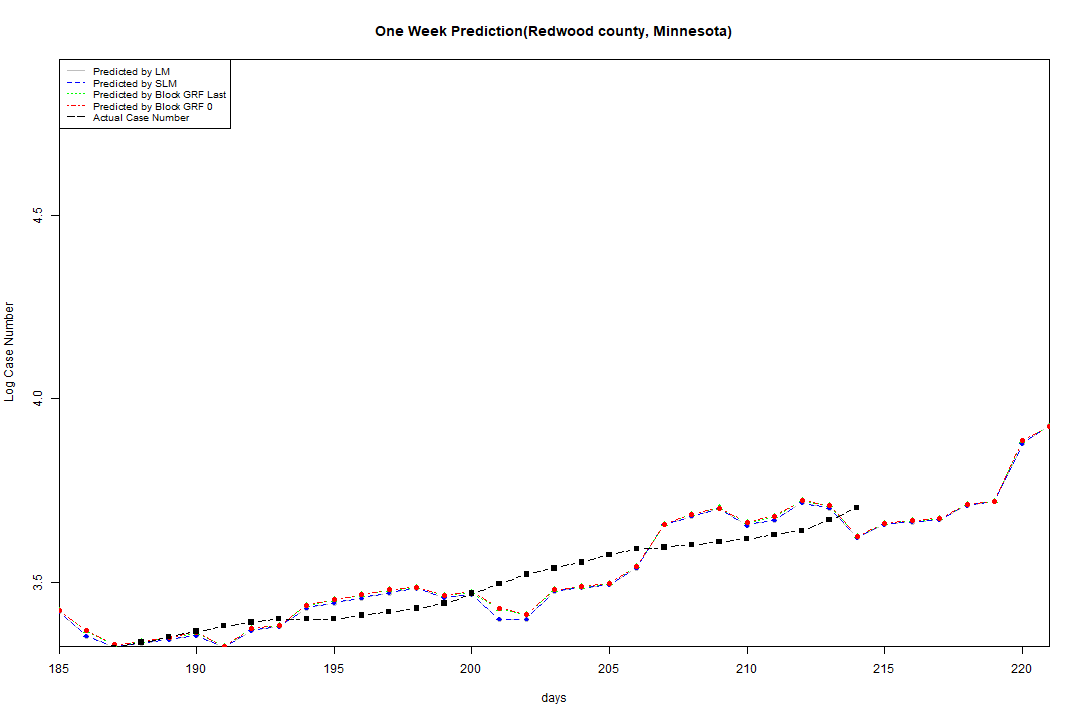 One Week Prediction(Redwood county, Minnesota)
Predicted by LM
Predicted by SLM
Predicted by Block GRF Last
Predicted by Block GRF 0
Actual Case Number
Log Case Number
4.5
4.0
3.5
185 190 195 200 205 210 215 220
days